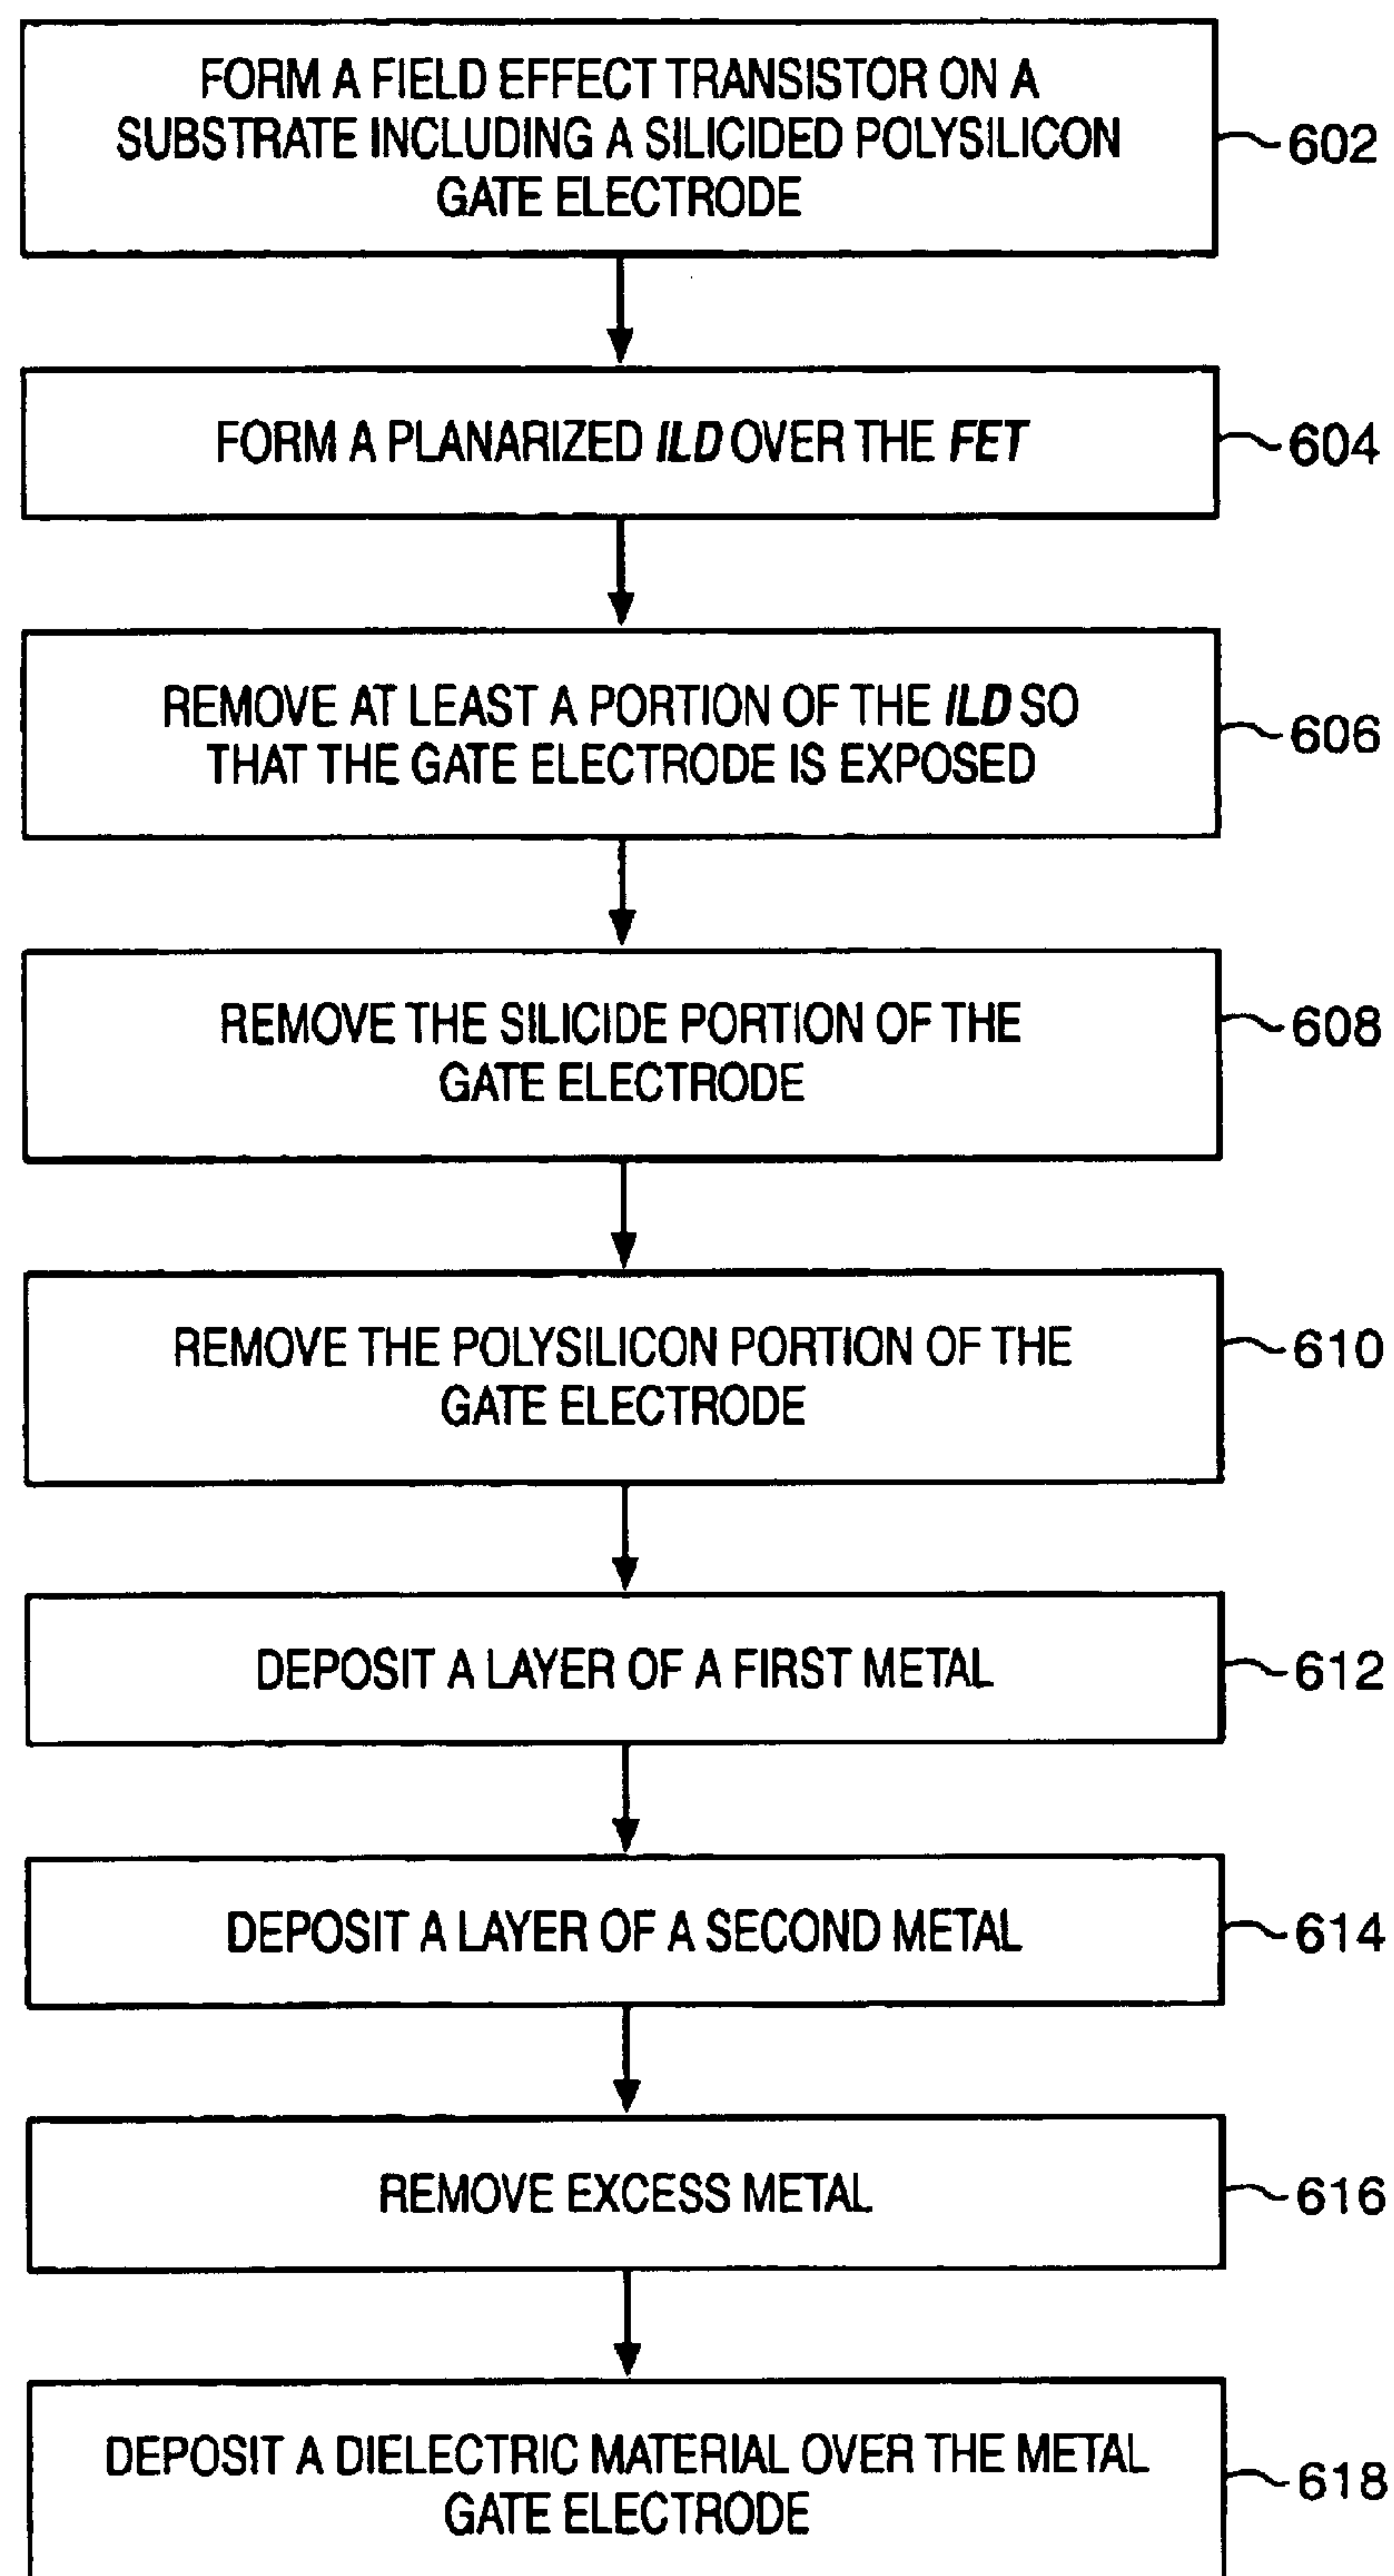 FORM A FIELD EFFECT TRANSISTOR ON A
SUBSTRATE INCLUDING A SILICIDED POLYSILICON
GATE ELECTRODE
602
FORM A PLANARIZED ILD OVER THE FET
604
REMOVE AT LEAST A PORTION OF THE ILD SO
THAT THE GATE ELECTRODE IS EXPOSED
606
REMOVE THE SILICIDE PORTION OF THE
GATE ELECTRODE
608
REMOVE THE POLYSILICON PORTION OF THE
GATE ELECTRODE
610
DEPOSIT A LAYER OF A FIRST METAL
612
DEPOSIT A LAYER OF A SECOND METAL
614
REMOVE EXCESS METAL
616
DEPOSIT A DIELECTRIC MATERIAL OVER THE METAL
GATE ELECTRODE
618